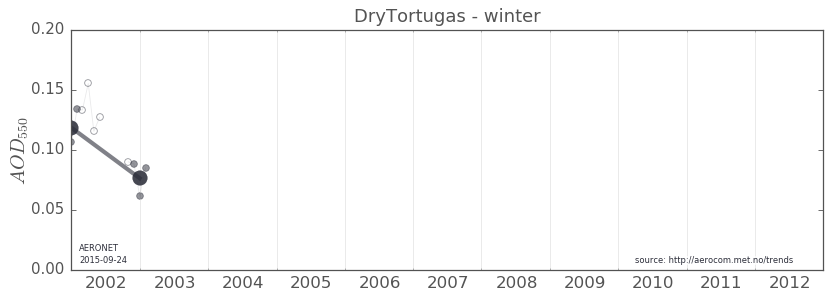 DryTortugas - winter
0.20
0.15
0.10
0.05
0.00
AOD550
AERONET
2015-09-24
source: http://aerocom.met.no/trends
2002 2003 2004 2005 2006 2007 2008 2009 2010 2011 2012